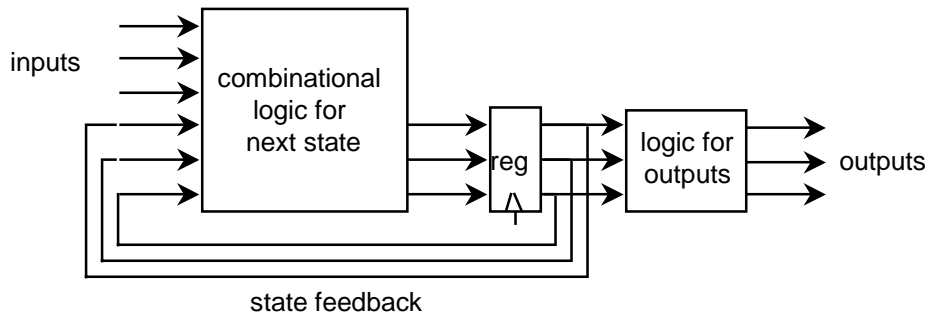 inputs
combinational
logic for
next state
reg
logic for
outputs
outputs
state feedback